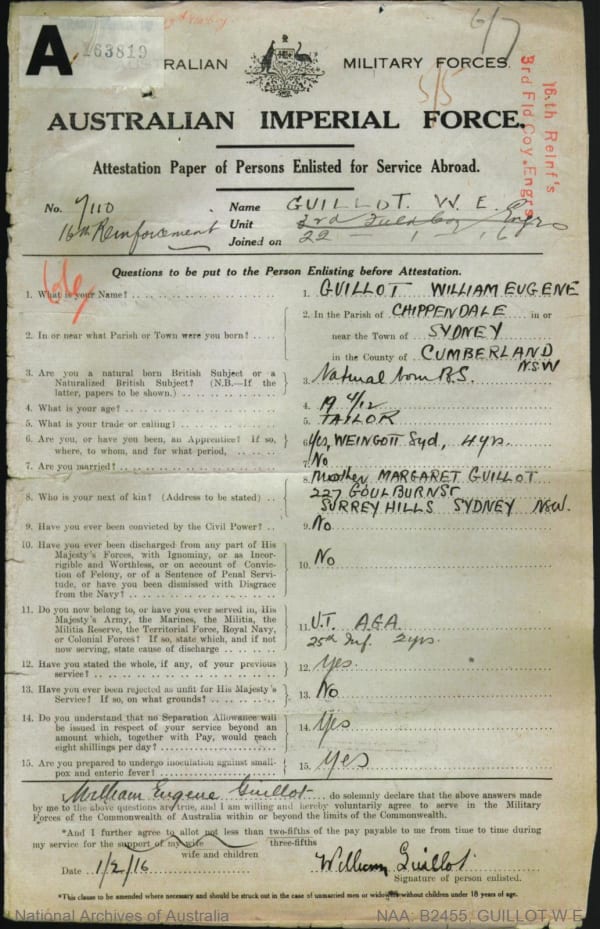 A 163819
AUSTRALIAN MILITARY FORCES.
6/7
5/5
16th Reinf's
3rd Fld Coy. Engrs
AUSTRALIAN IMPERIAL FORCE.
Attestation Paper of Persons Enlisted for Service Abroad.
No. 7110 Name GUILLOT. W. E.
16th Reinforcement Unit 3rd Field Coy Engrs
Joined on 22 1 16
Questions to be put to the Person Enlisting before Attestation.
1. What is your Name? 1. GUILLOT WILLIAM EUGENE
2. In or near what Parish or Town were you born? 2. In the Parish of CHIPPENDALE in or
near the Town of SYDNEY
in the County of CUMBERLAND
NSW
3. Are you a natural born British Subject or a
Naturalized British Subject? (N.B.—If the
latter, papers to be shown.) 3. Natural born B.S.
4. What is your age? 4. 19 4/12
5. What is your trade or calling? 5. TAILOR
6. Are you, or have you been, an Apprentice? If so,
where, to whom, and for what period, 6. Yes, WEINGOTT Syd, 4yrs.
7. Are you married? 7. No
8. Who is your next of kin? (Address to be stated) 8. Mother MARGARET GUILLOT
227 GOULBURN ST
SURREY HILLS SYDNEY NSW.
9. Have you ever been convicted by the Civil Power? 9. No
10. Have you ever been discharged from any part of His
Majesty's Forces, with Ignominy, or as Incor-
rigible and Worthless, or on account of Convic-
tion of Felony, or of a Sentence of Penal Servi-
tude, or have you been dismissed with Disgrace
from the Navy? 10. No
11. Do you now belong to, or have you ever served in, His
Majesty's Army, the Marines, the Militia, the
Militia Reserve, the Territorial Force, Royal Navy,
or Colonial Forces? If so, state which, and if not
now serving, state cause of discharge 11. U.T. A.G.A
25th Inf. 2yrs.
12. Have you stated the whole, if any, of your previous
service? 12. Yes.
13. Have you ever been rejected as unfit for His Majesty's
Service? If so, on what grounds? 13. No
14. Do you understand that no Separation Allowance will
be issued in respect of your service beyond an
amount which, together with Pay, would reach
eight shillings per day? 14. Yes
15. Are you prepared to undergo inoculation against small-
pox and enteric fever? 15. Yes
I, William Eugene Guillot do solemnly declare that the above answers made
by me to the above questions are true, and I am willing and hereby voluntarily agree to serve in the Military
Forces of the Commonwealth of Australia within or beyond the limits of the Commonwealth.
*And I further agree to allot not less than two-fifths of the pay payable to me from time to time during
three-fifths
my service for the support of my wife
wife and children
Date 1/2/16 William Guillot
Signature of person enlisted.
*This clause to be amended where necessary and should be struck out in the case of unmarried men or widowers without children under 18 years of age.
National Archives of Australia NAA: B2455, GUILLOT W E